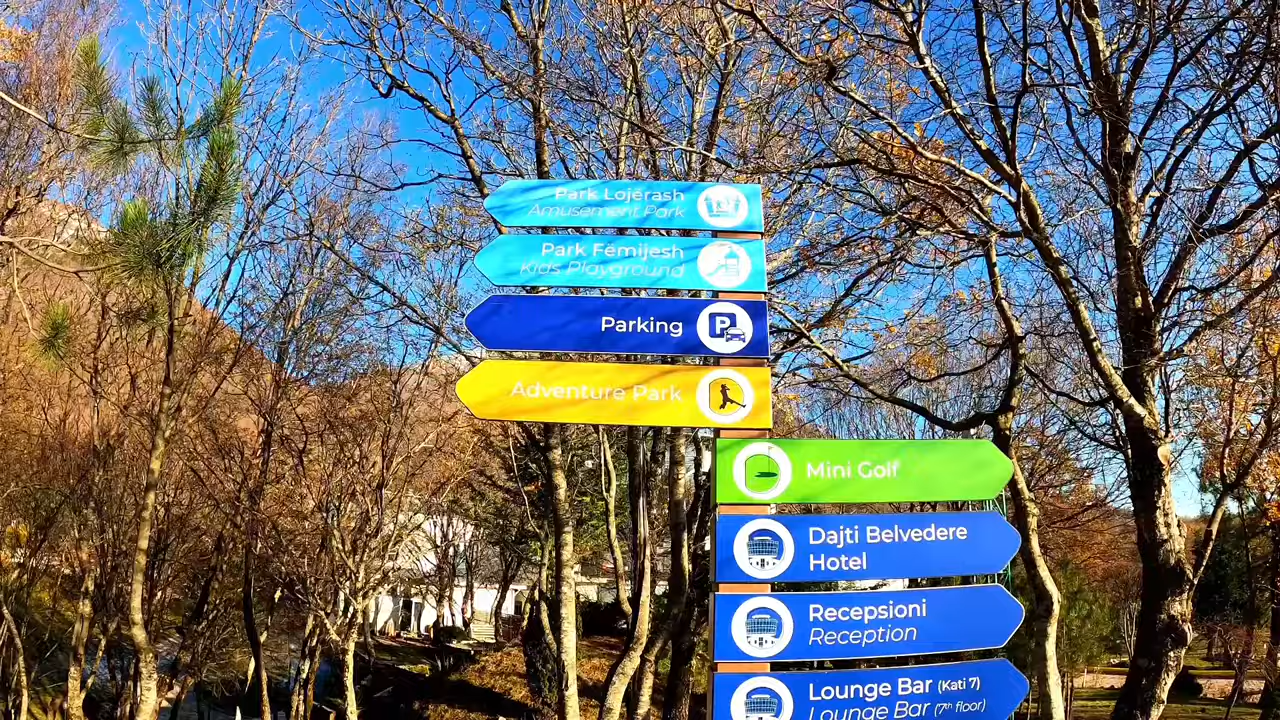 Park Lojërash
Amusement Park
Park Fëmijesh
Kids Playground
P
Parking
Adventure Park
Mini Golf
Dajti Belvedere
Hotel
Recepsioni
Reception
Lounge Bar (Kati 7)
Lounge Bar (7th floor)